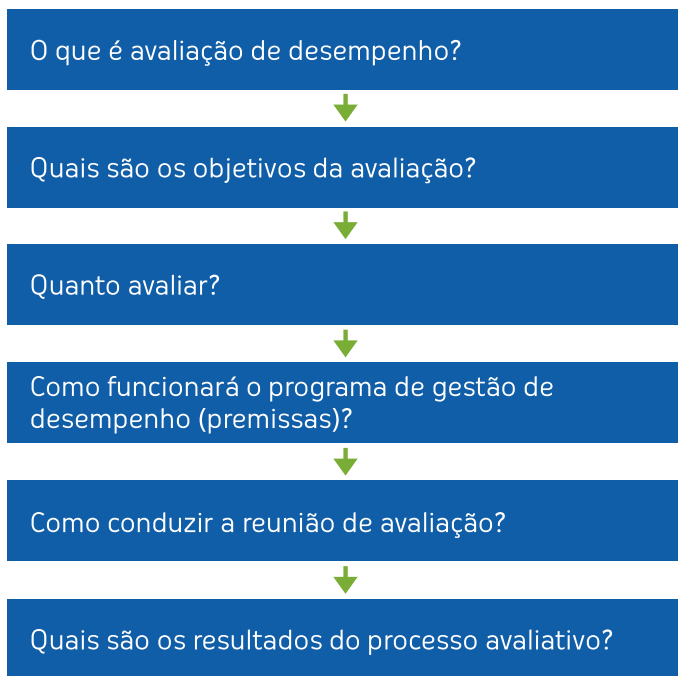 O que é avaliação de desempenho?
Quais são os objetivos da avaliação?
Quanto avaliar?
Como funcionará o programa de gestão de
desempenho (premissas)?
Como conduzir a reunião de avaliação?
Quais são os resultados do processo avaliativo?